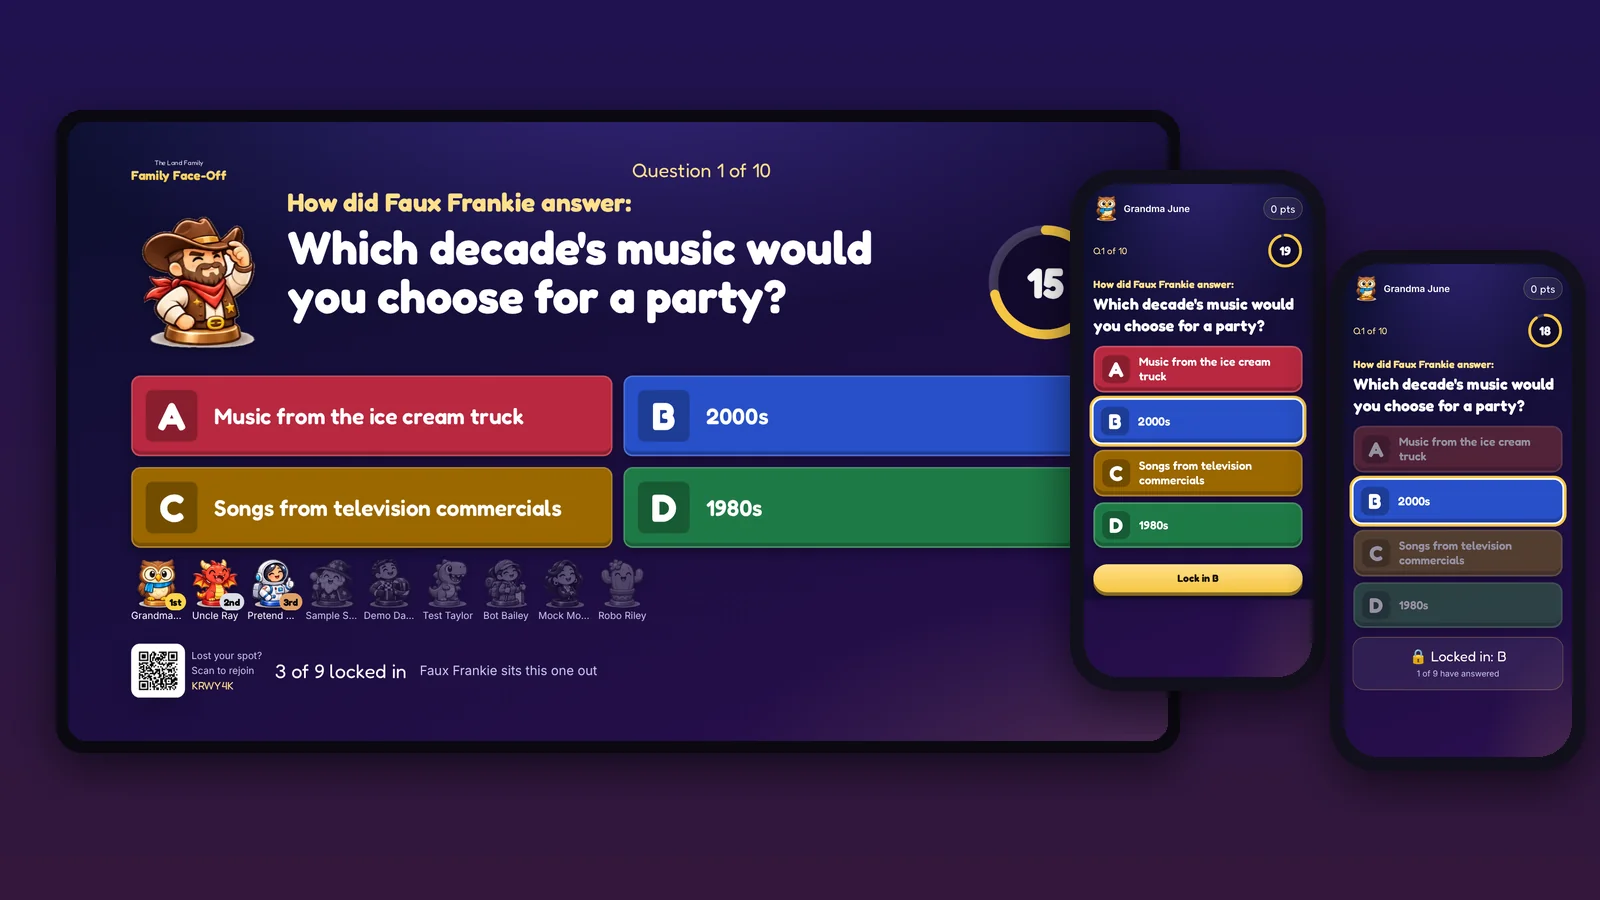 The Land Family
Family Face-Off
Question 1 of 10
How did Faux Frankie answer:
Which decade's music would
you choose for a party?
15
A Music from the ice cream truck
B 2000s
C Songs from television commercials
D 1980s
1st 2nd 3rd
Grandma... Uncle Ray Pretend ... Sample S... Demo Da... Test Taylor Bot Bailey Mock Mo... Robo Riley
Lost your spot?
Scan to rejoin
KRWY4K
3 of 9 locked in
Faux Frankie sits this one out
Grandma June
0 pts
Q1 of 10
19
How did Faux Frankie answer:
Which decade's music would
you choose for a party?
A Music from the ice cream
truck
B 2000s
C Songs from television
commercials
D 1980s
Lock in B
Grandma June
0 pts
Q1 of 10
18
How did Faux Frankie answer:
Which decade's music would
you choose for a party?
A Music from the ice cream
truck
B 2000s
C Songs from television
commercials
D 1980s
🔒 Locked in: B
1 of 9 have answered